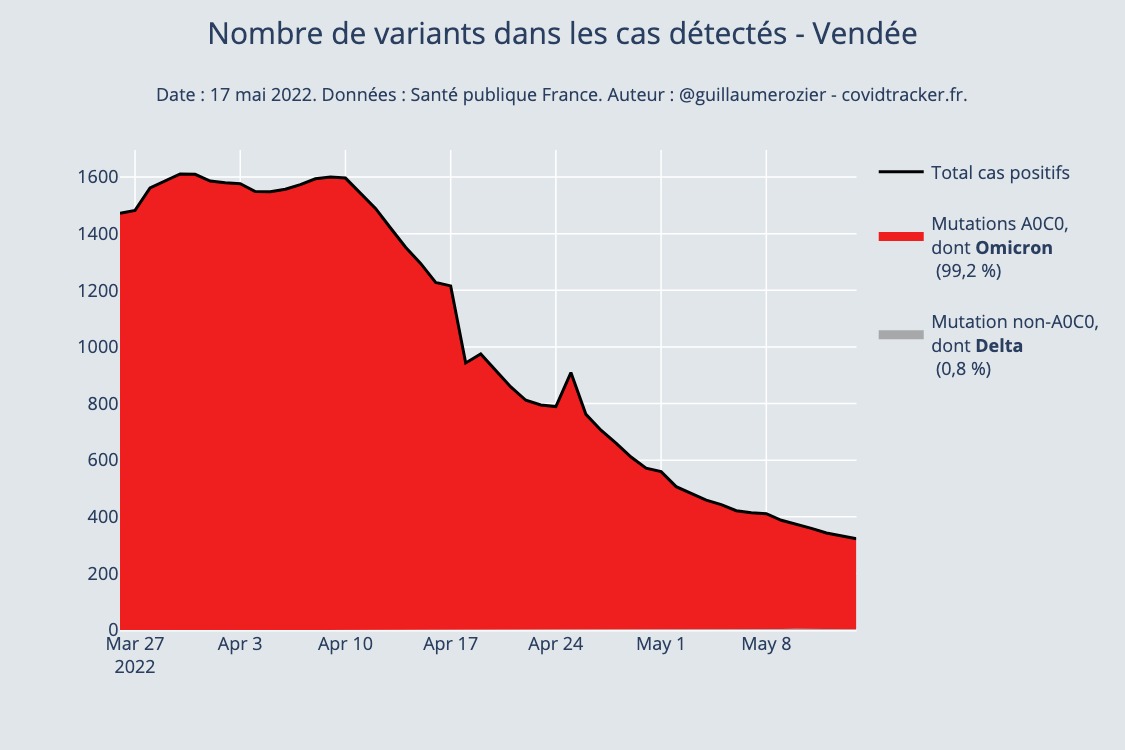 Nombre de variants dans les cas détectés - Vendée
Date : 17 mai 2022. Données : Santé publique France. Auteur : @guillaumerozier - covidtracker.fr.
1600
1400
1200
1000
800
600
400
200
0
Mar 27
2022
Apr 3
Apr 10
Apr 17
Apr 24
May 1
May 8
Total cas positifs
Mutations A0C0,
dont Omicron
(99,2 %)
Mutation non-A0C0,
dont Delta
(0,8 %)